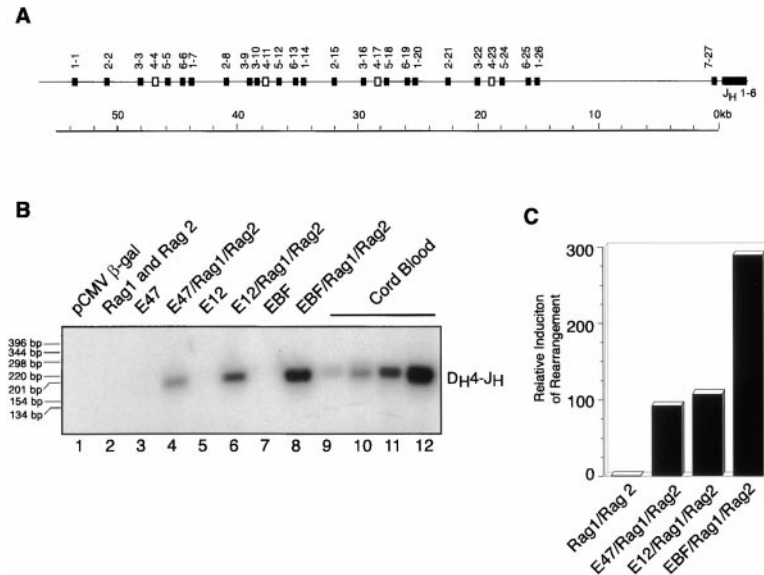 A
1-1 2-2 3-3 4-4 5-5 6-6 1-7 2-8 3-9 3-10 4-11 5-12 6-13 1-14 2-15 3-16 4-17 5-18 6-19 1-20 2-21 3-22 4-23 5-24 6-25 1-26 7-27
JH 1-6
50 40 30 20 10 0kb
B
pCMV β-gal
Rag1 and Rag 2
E47
E47/Rag1/Rag2
E12
E12/Rag1/Rag2
EBF
EBF/Rag1/Rag2
Cord Blood
396 bp
344 bp
298 bp
220 bp
201 bp
154 bp
134 bp
DH4-JH
1 2 3 4 5 6 7 8 9 10 11 12
C
Relative Induciton
of Rearrangement
300
200
100
0
Rag1/Rag 2
E47/Rag1/Rag2
E12/Rag1/Rag2
EBF/Rag1/Rag2